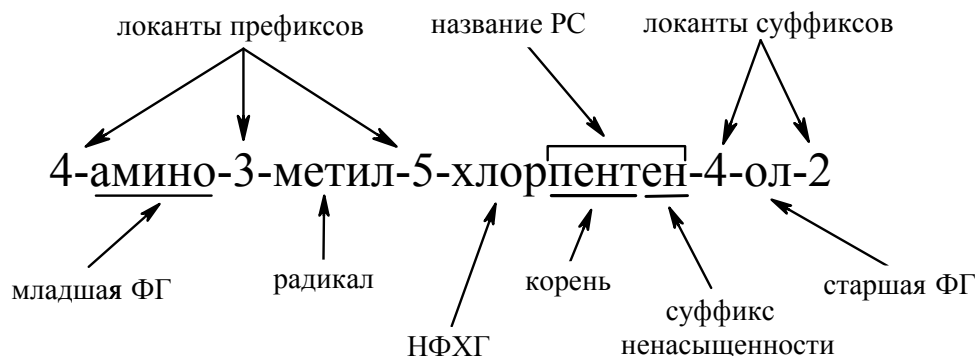 локанты префиксов название РС локанты суффиксов
4-амино-3-метил-5-хлорпентен-4-ол-2
младшая ФГ радикал НФХГ корень суффикс старшая ФГ
ненасыщенности